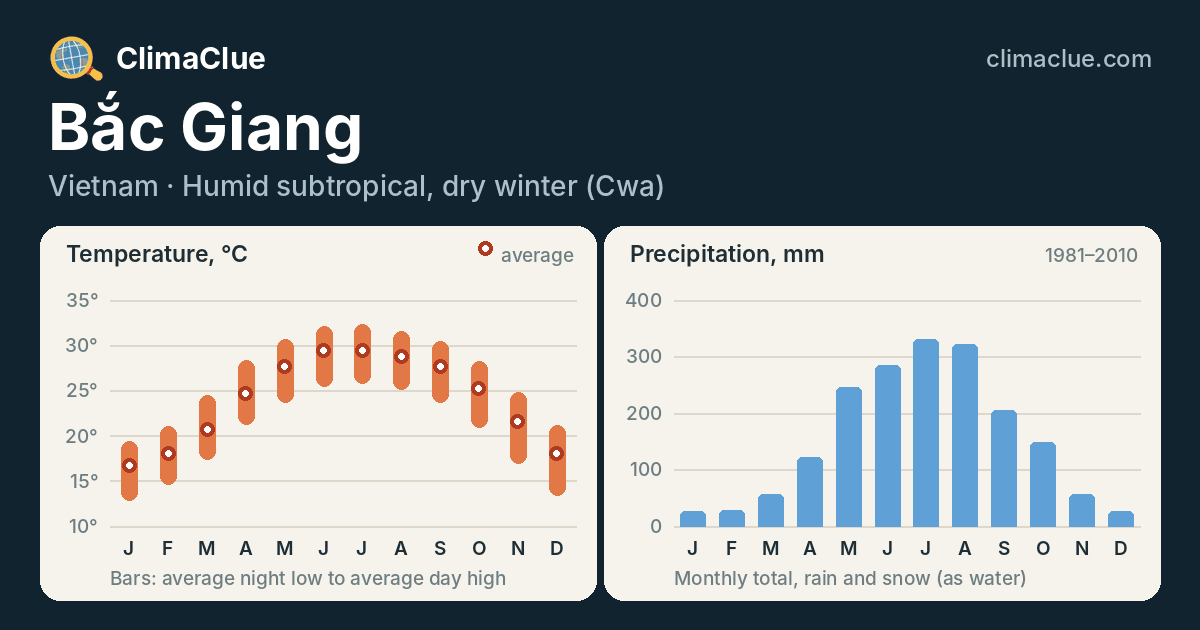 ClimaClue
climaclue.com
Bắc Giang
Vietnam · Humid subtropical, dry winter (Cwa)
Temperature, °C
average
35°
30°
25°
20°
15°
10°
J F M A M J J A S O N D
Bars: average night low to average day high
Precipitation, mm
1981–2010
400
300
200
100
0
J F M A M J J A S O N D
Monthly total, rain and snow (as water)